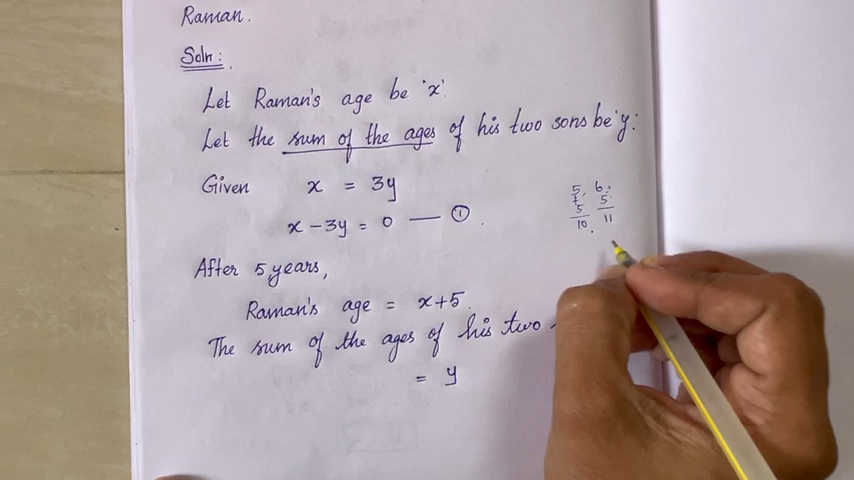 Raman.
Soln:
Let Raman's age be 'x'.
Let the sum of the ages of his two sons be 'y'.
Given x = 3y
x - 3y = 0 — ①.
5, 6+
5 5
10. 11
After 5 years,
Raman's age = x+5.
The sum of the ages of his two
= y